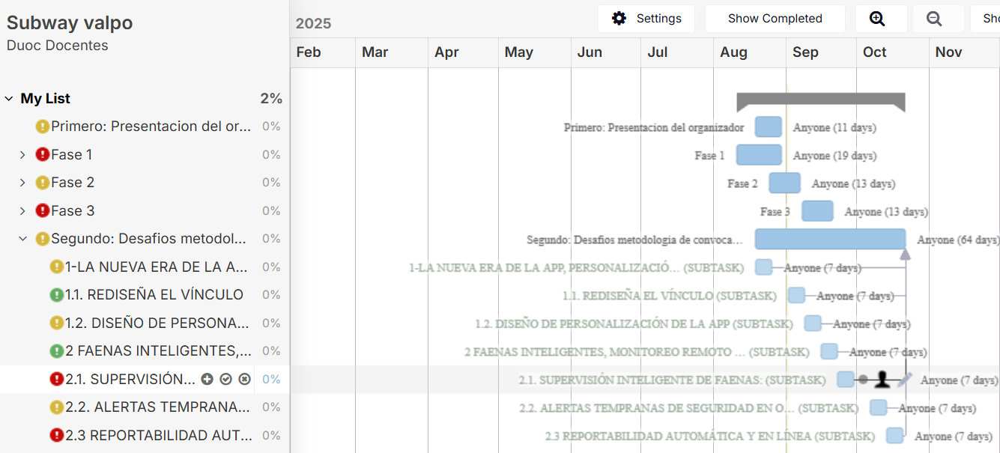 Subway valpo
Duoc Docentes
2025
Settings
Show Completed
Feb Mar Apr May Jun Jul Aug Sep Oct Nov
My List 2%
Primero: Presentacion del or... 0%
Primero: Presentacion del organizador Anyone (11 days)
Fase 1 0%
Fase 1 Anyone (19 days)
Fase 2 0%
Fase 2 Anyone (13 days)
Fase 3 0%
Fase 3 Anyone (13 days)
Segundo: Desafios metodol... 0%
Segundo: Desafios metodologia de convoca... Anyone (64 days)
1-LA NUEVA ERA DE LA A... 0%
1-LA NUEVA ERA DE LA APP, PERSONALIZACIÓ... (SUBTASK) Anyone (7 days)
1.1. REDISEÑA EL VÍNCULO 0%
1.1. REDISEÑA EL VÍNCULO (SUBTASK) Anyone (7 days)
1.2. DISEÑO DE PERSONA... 0%
1.2. DISEÑO DE PERSONALIZACIÓN DE LA APP (SUBTASK) Anyone (7 days)
2 FAENAS INTELIGENTES,... 0%
2 FAENAS INTELIGENTES, MONITOREO REMOTO ... (SUBTASK) Anyone (7 days)
2.1. SUPERVISIÓN... 0%
2.1. SUPERVISIÓN INTELIGENTE DE FAENAS: (SUBTASK) Anyone (7 days)
2.2. ALERTAS TEMPRANA... 0%
2.2. ALERTAS TEMPRANAS DE SEGURIDAD EN O... (SUBTASK) Anyone (7 days)
2.3 REPORTABILIDAD AUT... 0%
2.3 REPORTABILIDAD AUTOMÁTICA Y EN LÍNEA (SUBTASK) Anyone (7 days)